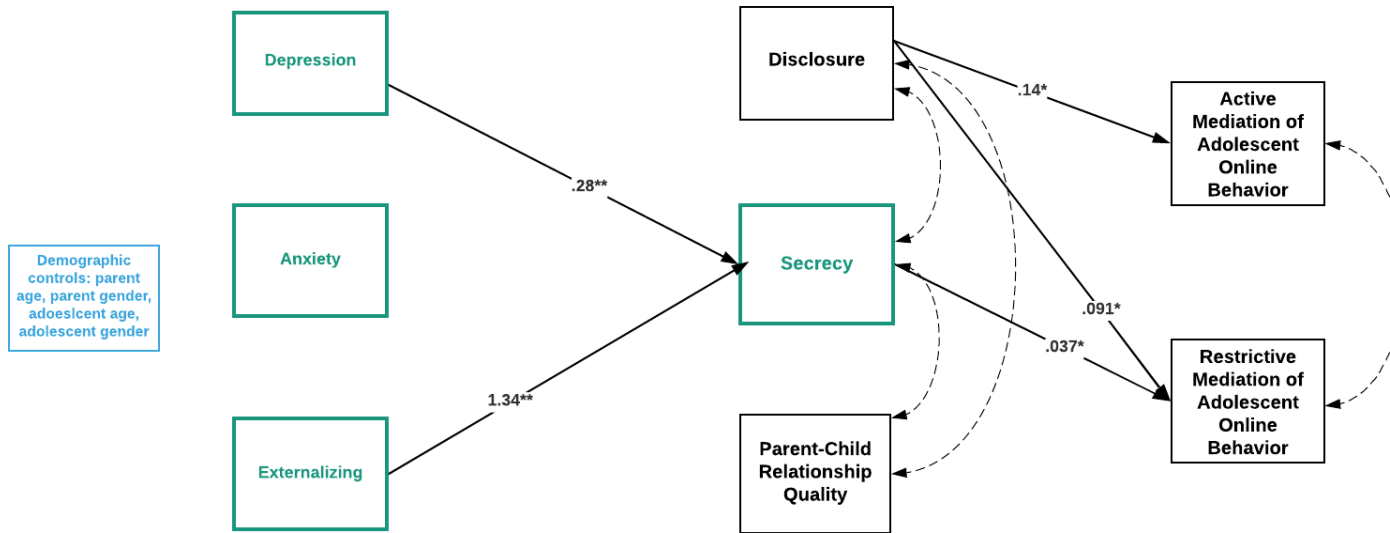 Depression
Disclosure
.14*
Active
Mediation of
Adolescent
Online
Behavior
.28**
Demographic
controls: parent
age, parent gender,
adoeslcent age,
adolescent gender
Anxiety
Secrecy
.091*
.037*
Restrictive
Mediation of
Adolescent
Online
Behavior
1.34**
Externalizing
Parent-Child
Relationship
Quality